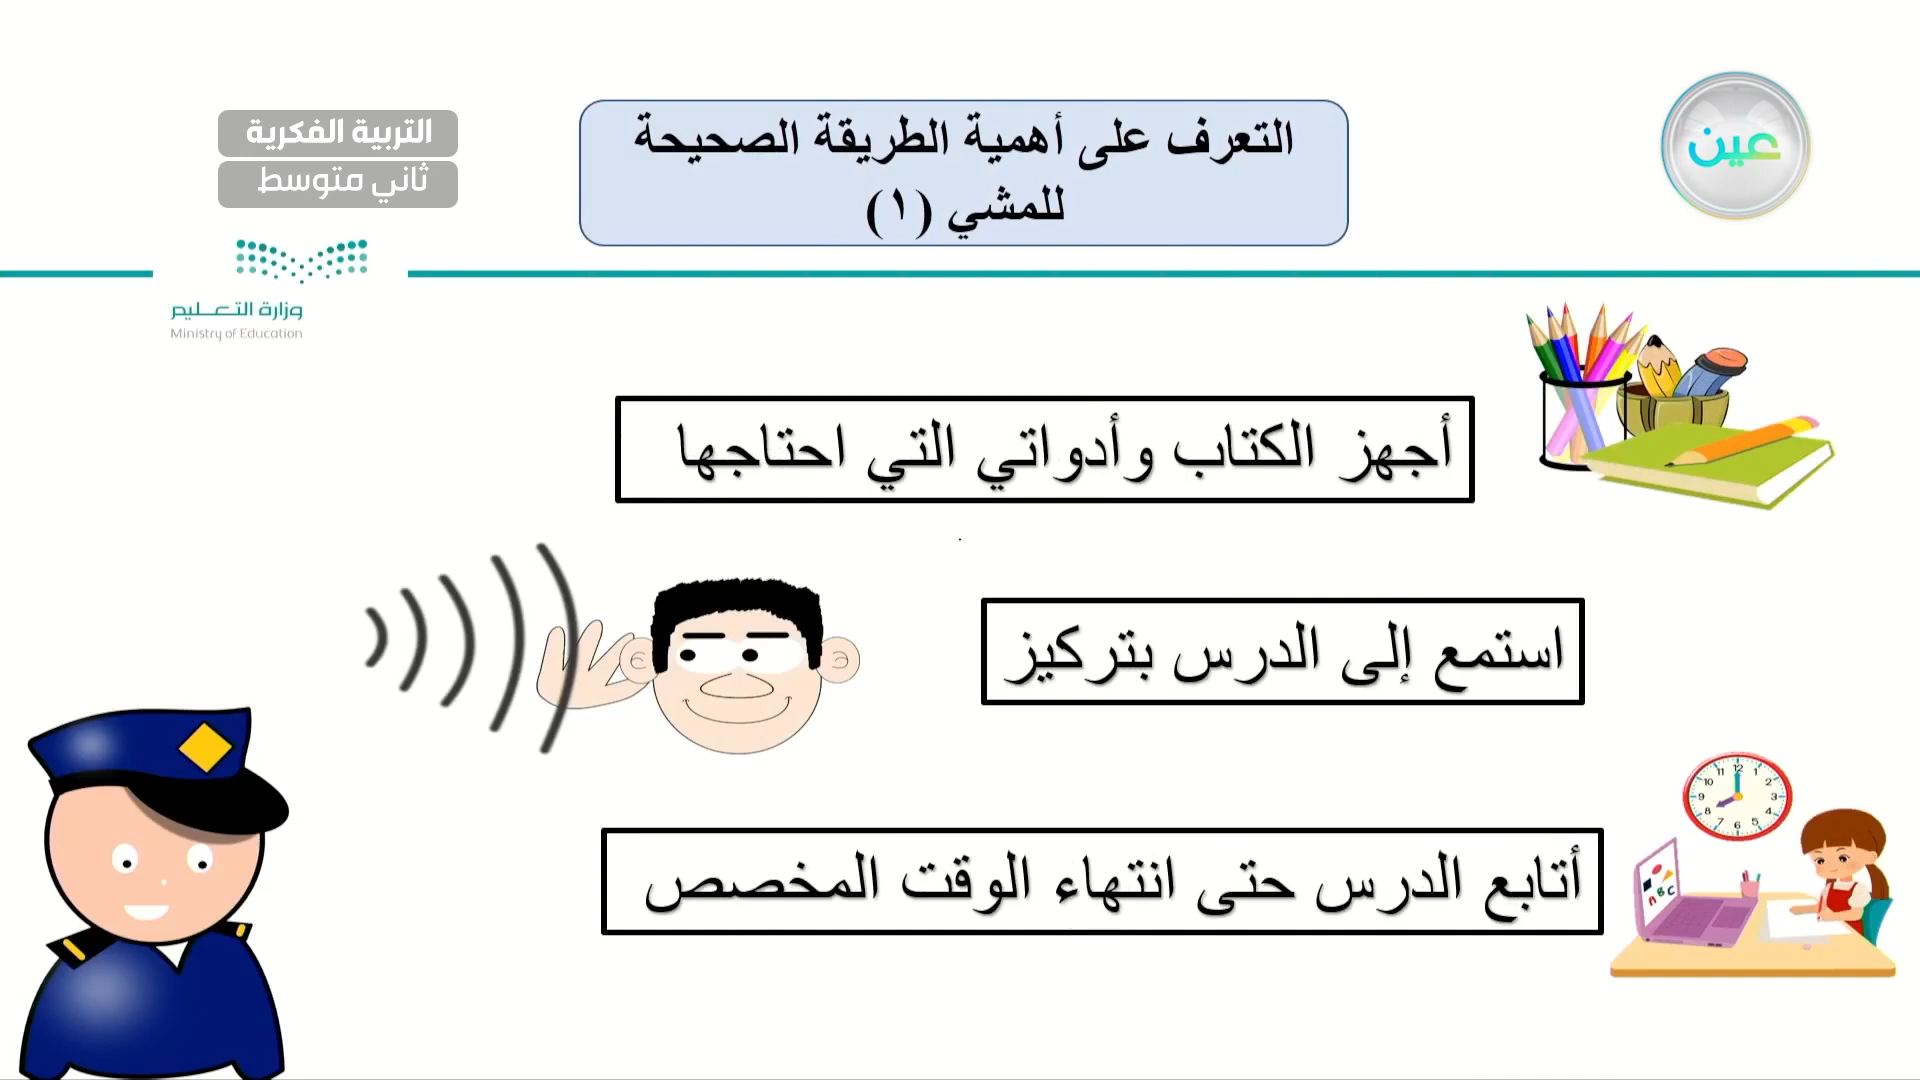 التربية الفكرية
ثاني متوسط
التعرف على أهمية الطريقة الصحيحة
للمشي (١)
عين
وزارة التعليم
Ministry of Education
أجهز الكتاب وأدواتي التي احتاجها
استمع إلى الدرس بتركيز
أتابع الدرس حتى انتهاء الوقت المخصص